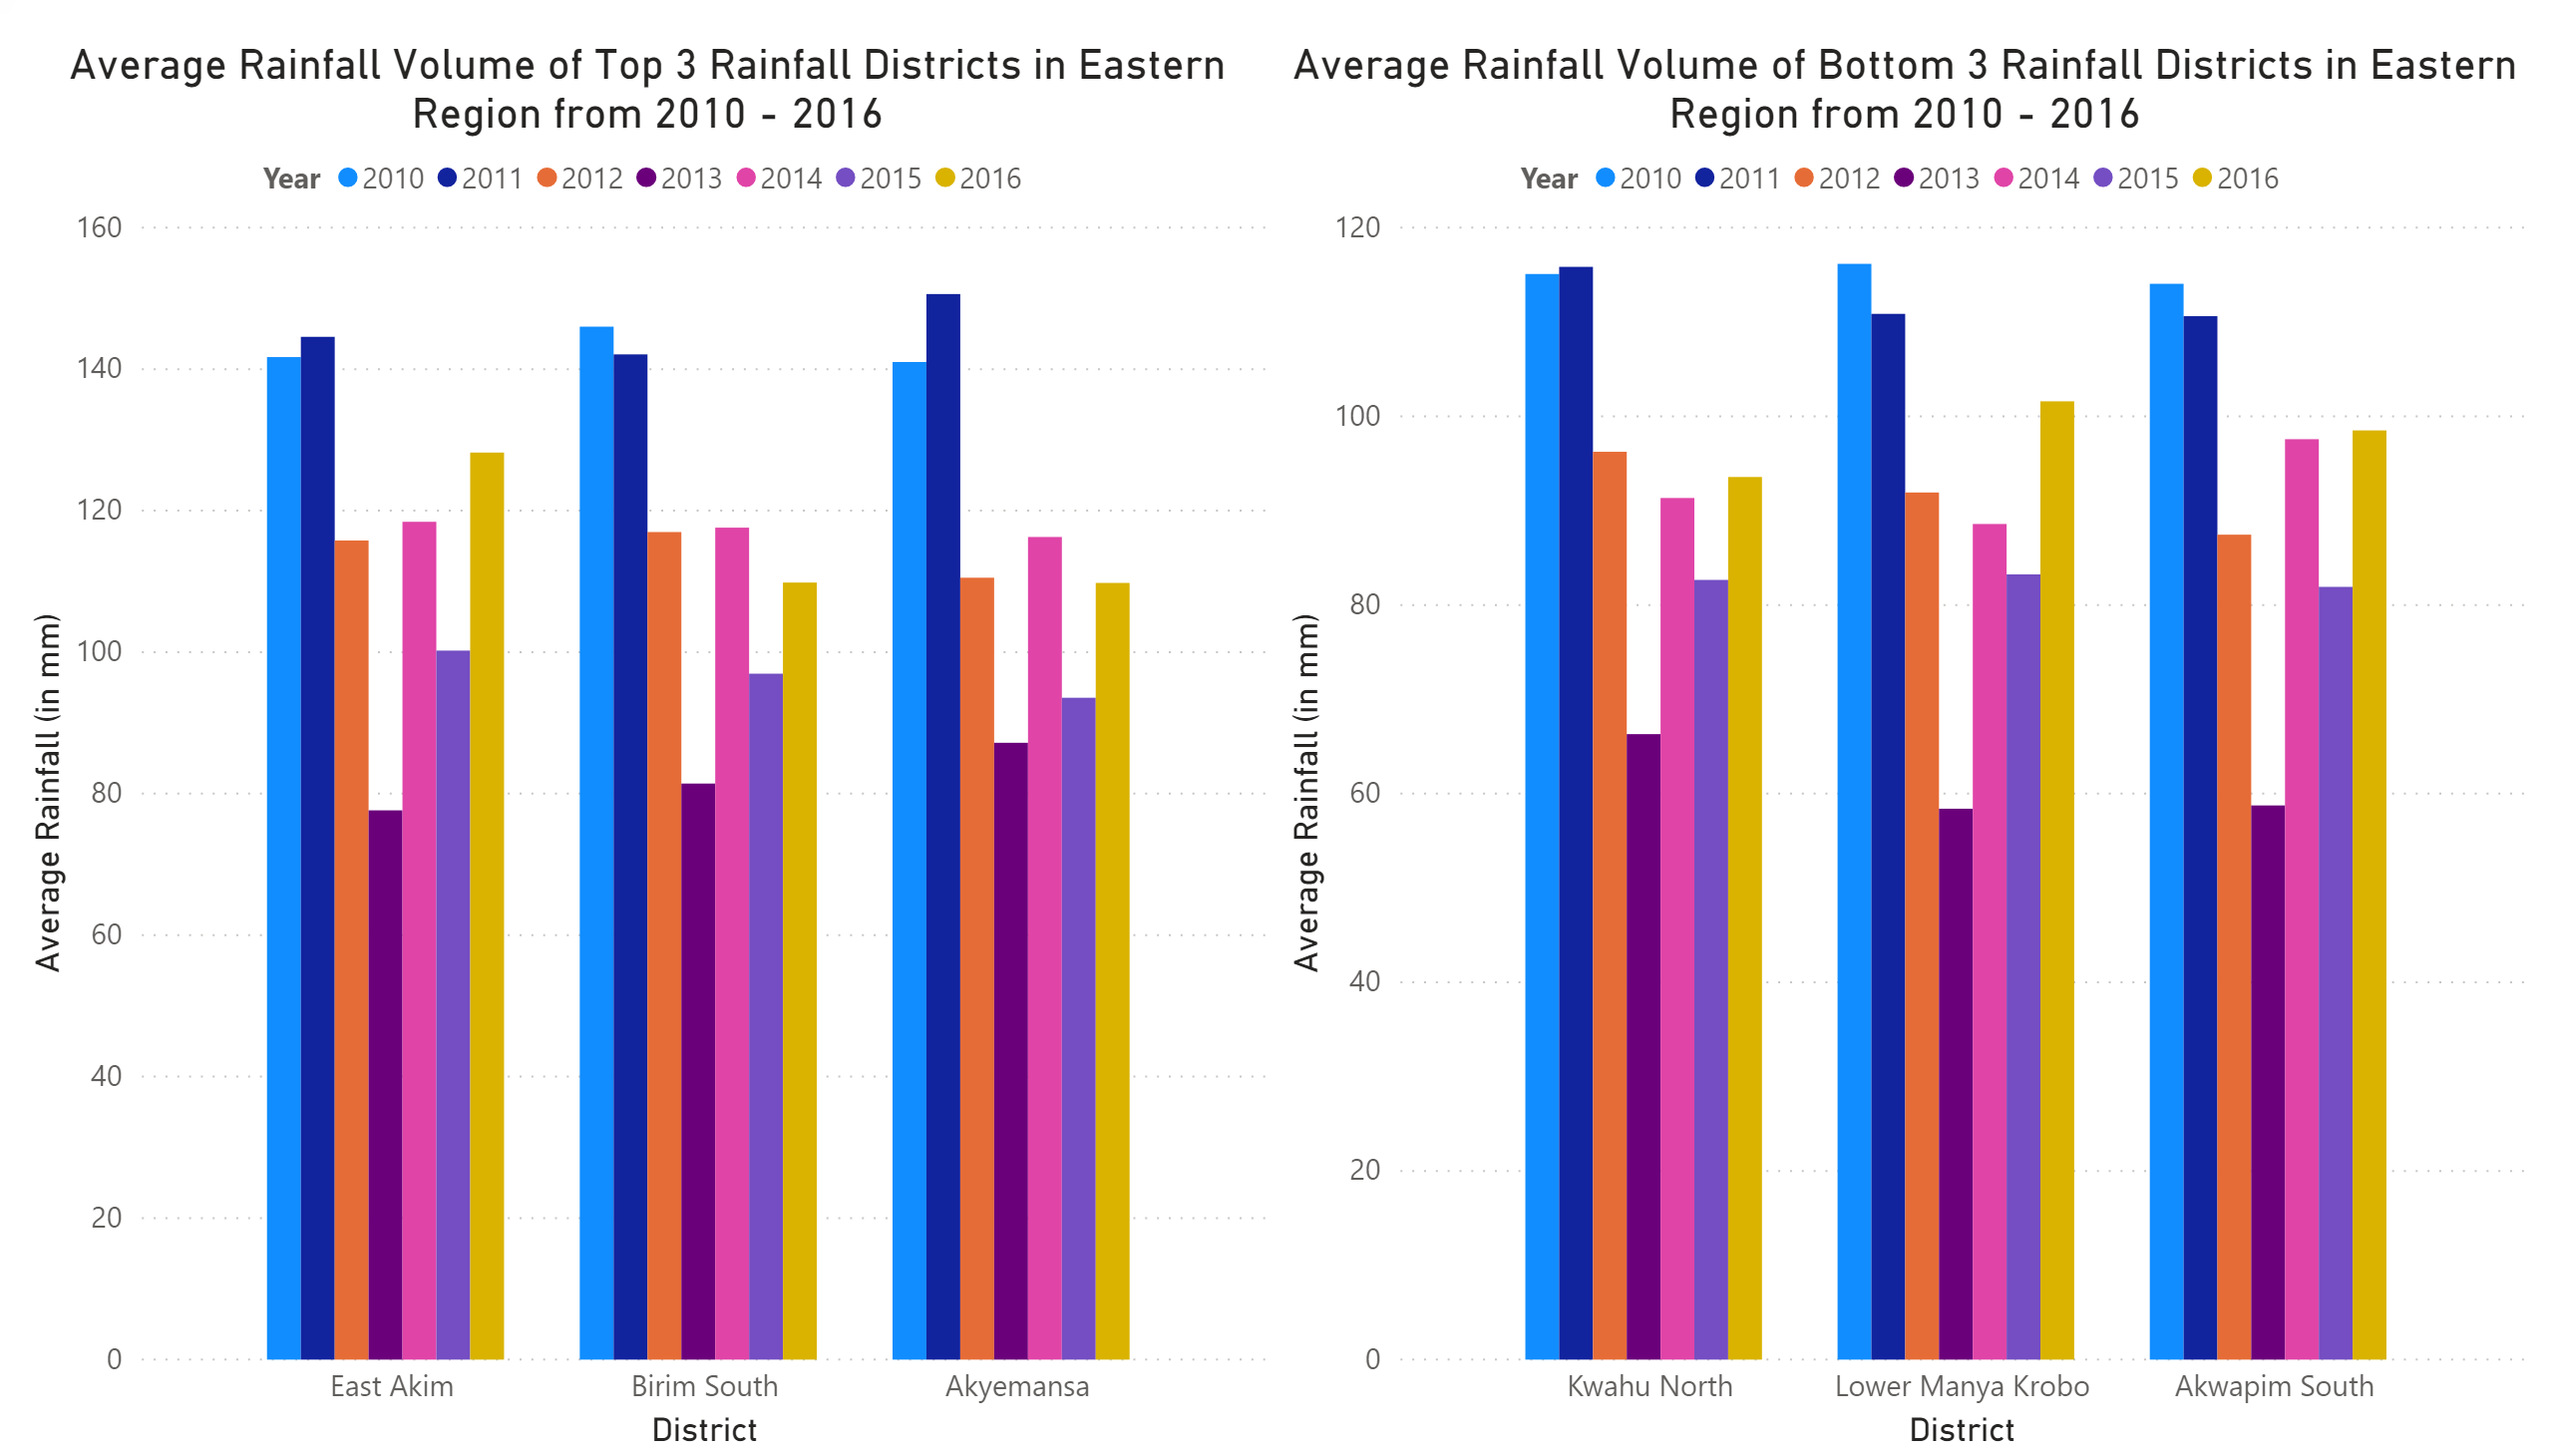 Average Rainfall Volume of Top 3 Rainfall Districts in Eastern
Region from 2010 - 2016
Year 2010 2011 2012 2013 2014 2015 2016
160
140
120
100
80
60
40
20
0
Average Rainfall (in mm)
East Akim Birim South Akyemansa
District
Average Rainfall Volume of Bottom 3 Rainfall Districts in Eastern
Region from 2010 - 2016
Year 2010 2011 2012 2013 2014 2015 2016
120
100
80
60
40
20
0
Average Rainfall (in mm)
Kwahu North Lower Manya Krobo Akwapim South
District